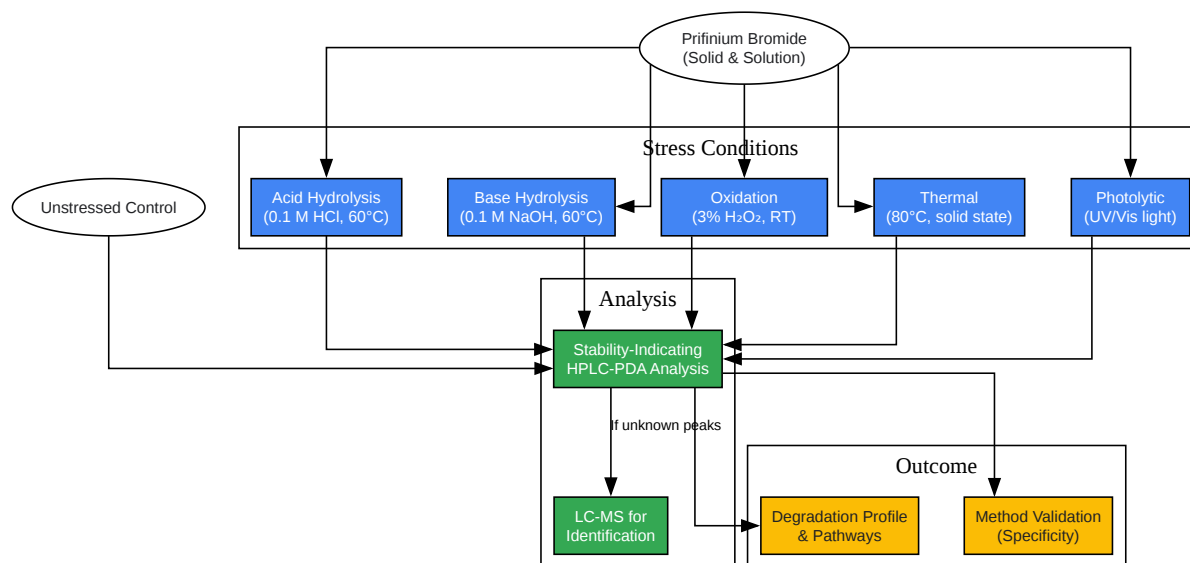 Prifinium Bromide
(Solid & Solution)
Stress Conditions
Unstressed Control
Acid Hydrolysis
(0.1 M HCl, 60°C)
Base Hydrolysis
(0.1 M NaOH, 60°C)
Oxidation
(3% H₂O₂, RT)
Thermal
(80°C, solid state)
Photolytic
(UV/Vis light)
Analysis
Stability-Indicating
HPLC-PDA Analysis
If unknown peaks
Outcome
LC-MS for
Identification
Degradation Profile
& Pathways
Method Validation
(Specificity)